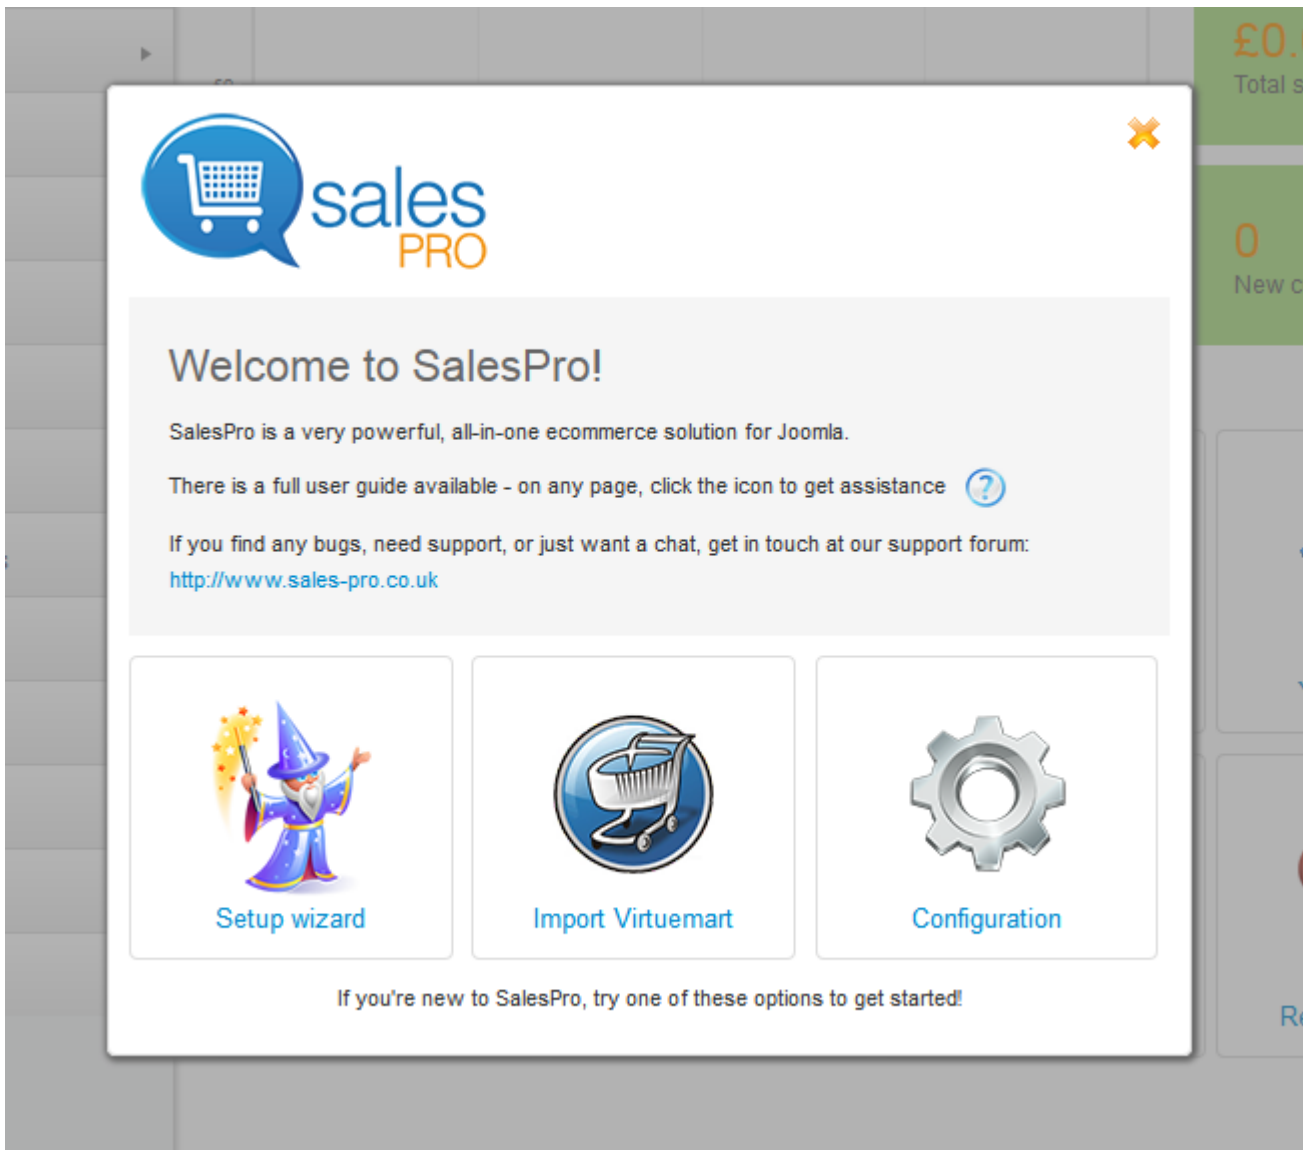 £0.
Total s
sales
PRO
0
New c
Welcome to SalesPro!
SalesPro is a very powerful, all-in-one ecommerce solution for Joomla.
There is a full user guide available - on any page, click the icon to get assistance ?
If you find any bugs, need support, or just want a chat, get in touch at our support forum:
http://www.sales-pro.co.uk
Setup wizard
Import Virtuemart
Configuration
If you're new to SalesPro, try one of these options to get started!
Re